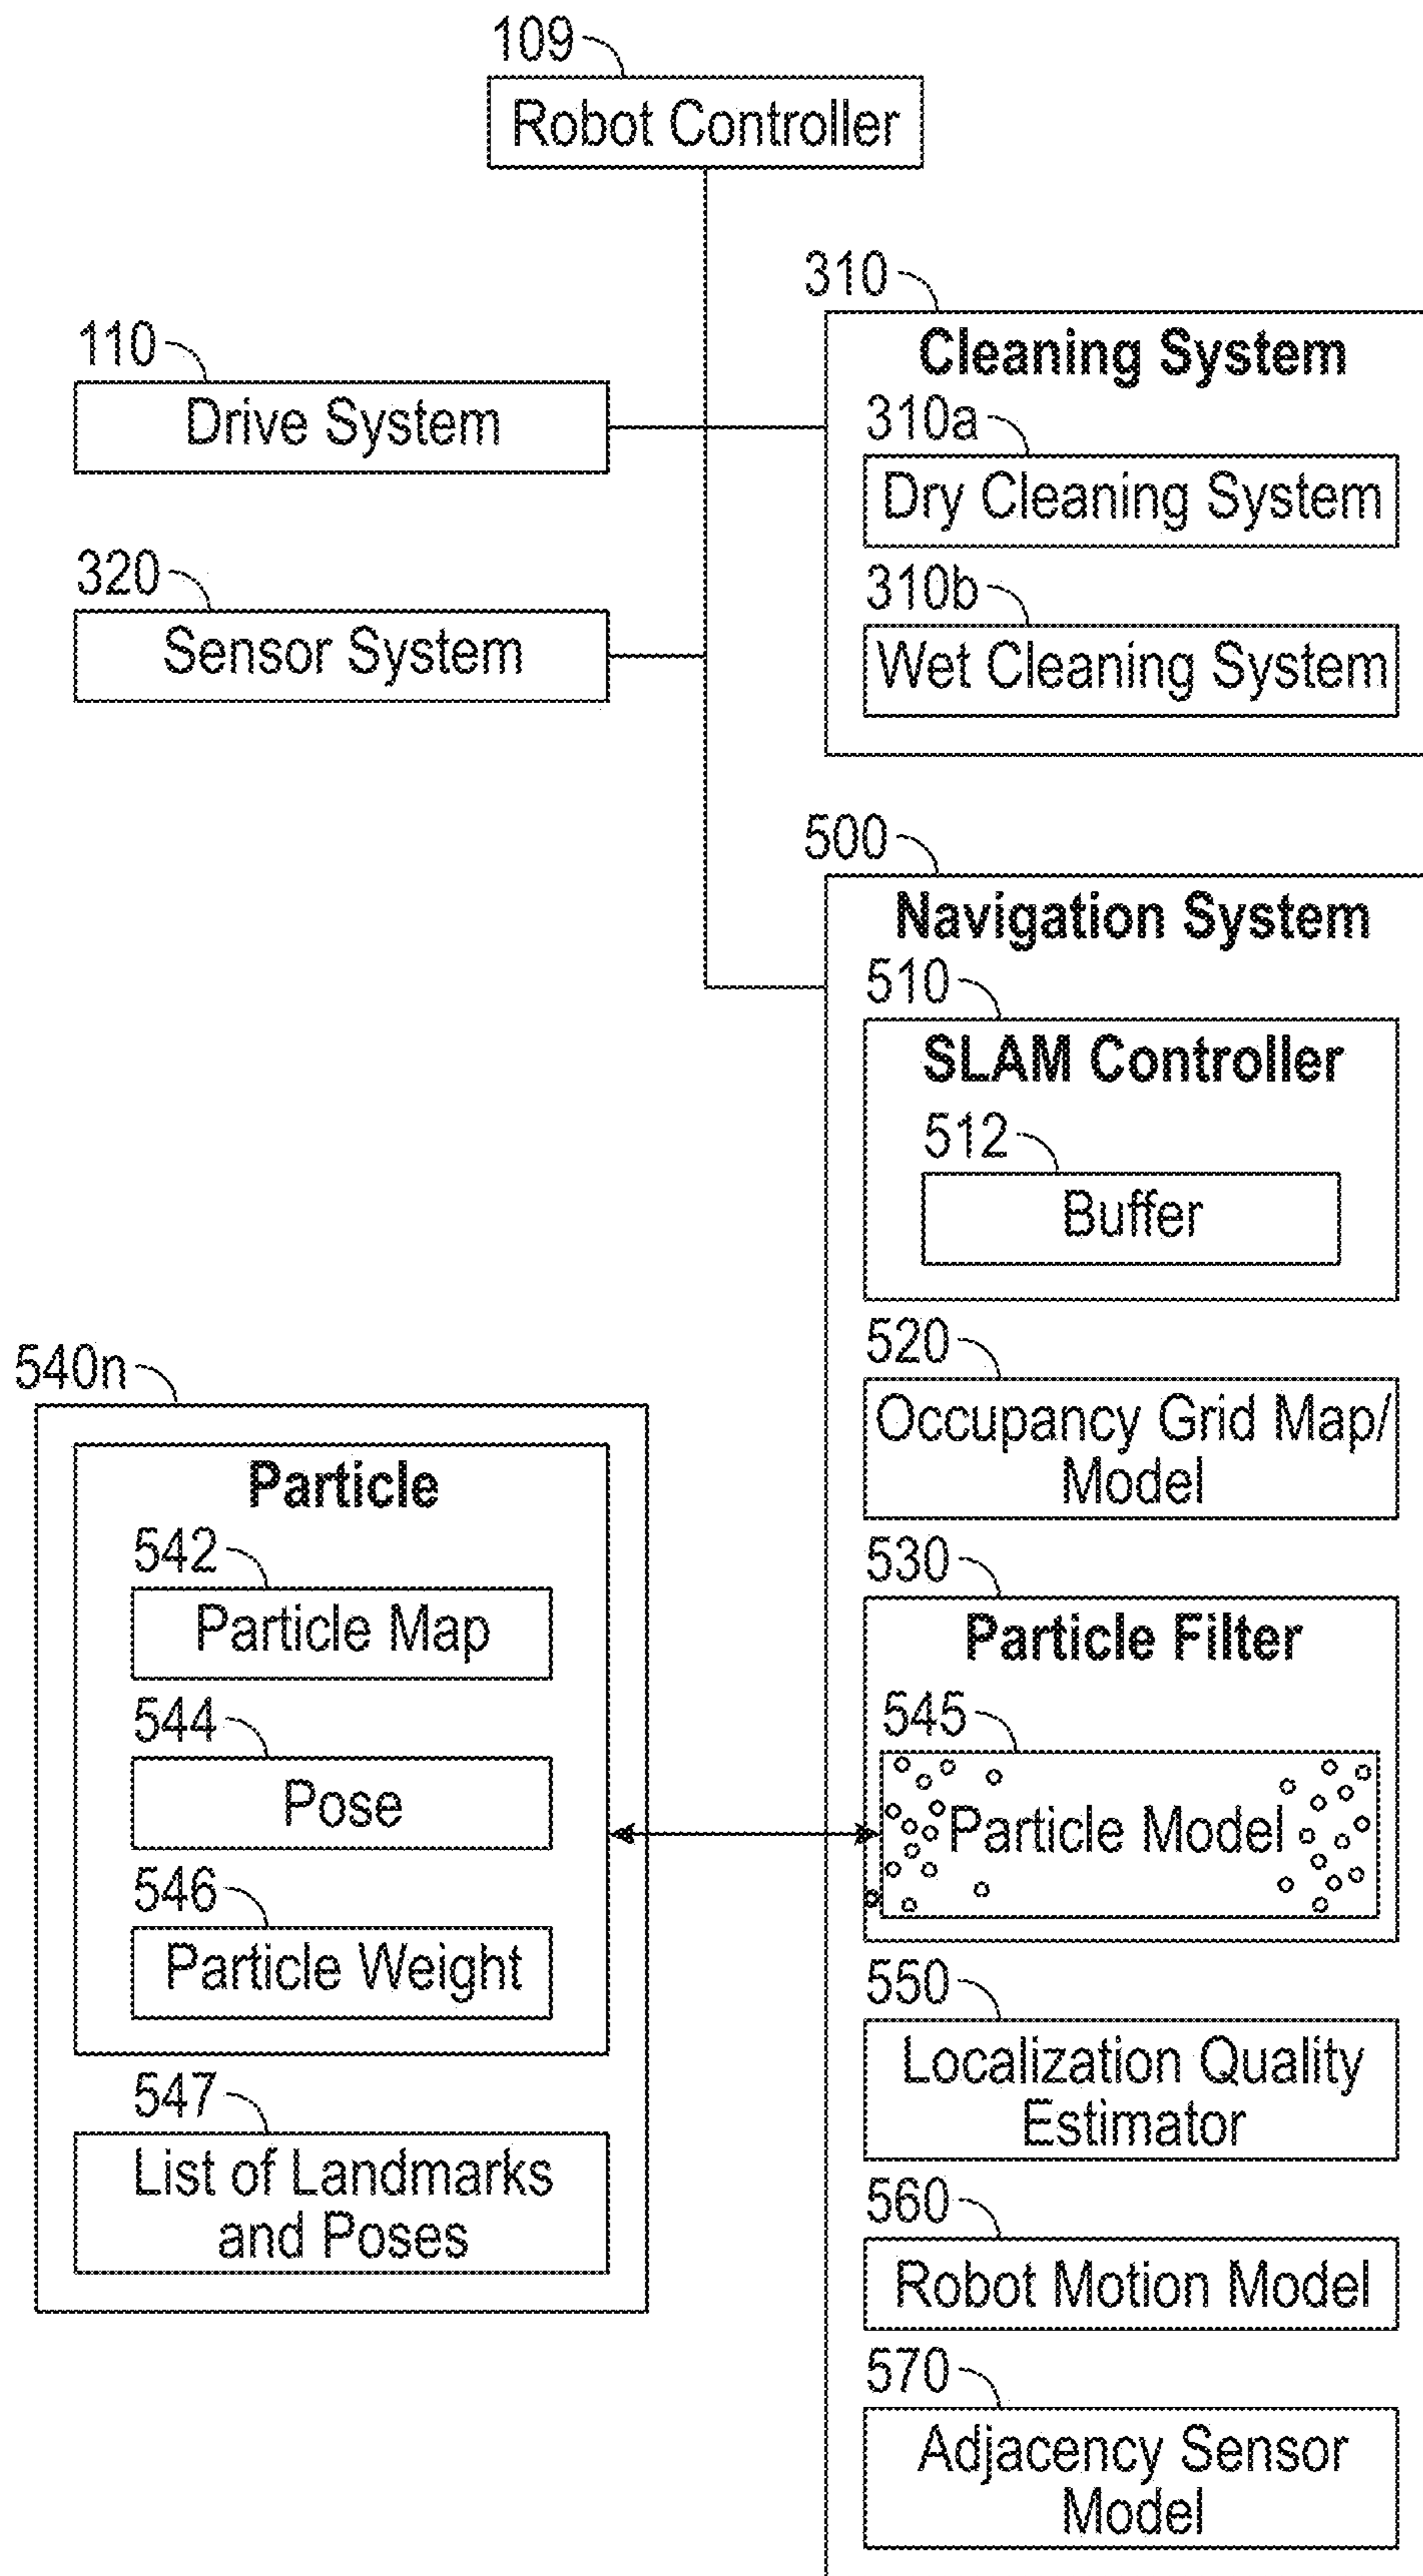 109
Robot Controller
310
Cleaning System
310a
Dry Cleaning System
310b
Wet Cleaning System
110
Drive System
320
Sensor System
500
Navigation System
510
SLAM Controller
512
Buffer
520
Occupancy Grid Map/
Model
530
Particle Filter
545
Particle Model
550
Localization Quality
Estimator
560
Robot Motion Model
570
Adjacency Sensor
Model
540n
Particle
542
Particle Map
544
Pose
546
Particle Weight
547
List of Landmarks
and Poses